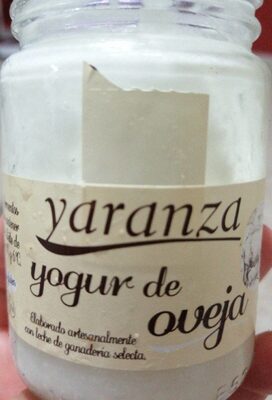 yaranza
yogur de
oveja
Elaborado artesanalmente
con leche de ganadería selecta.